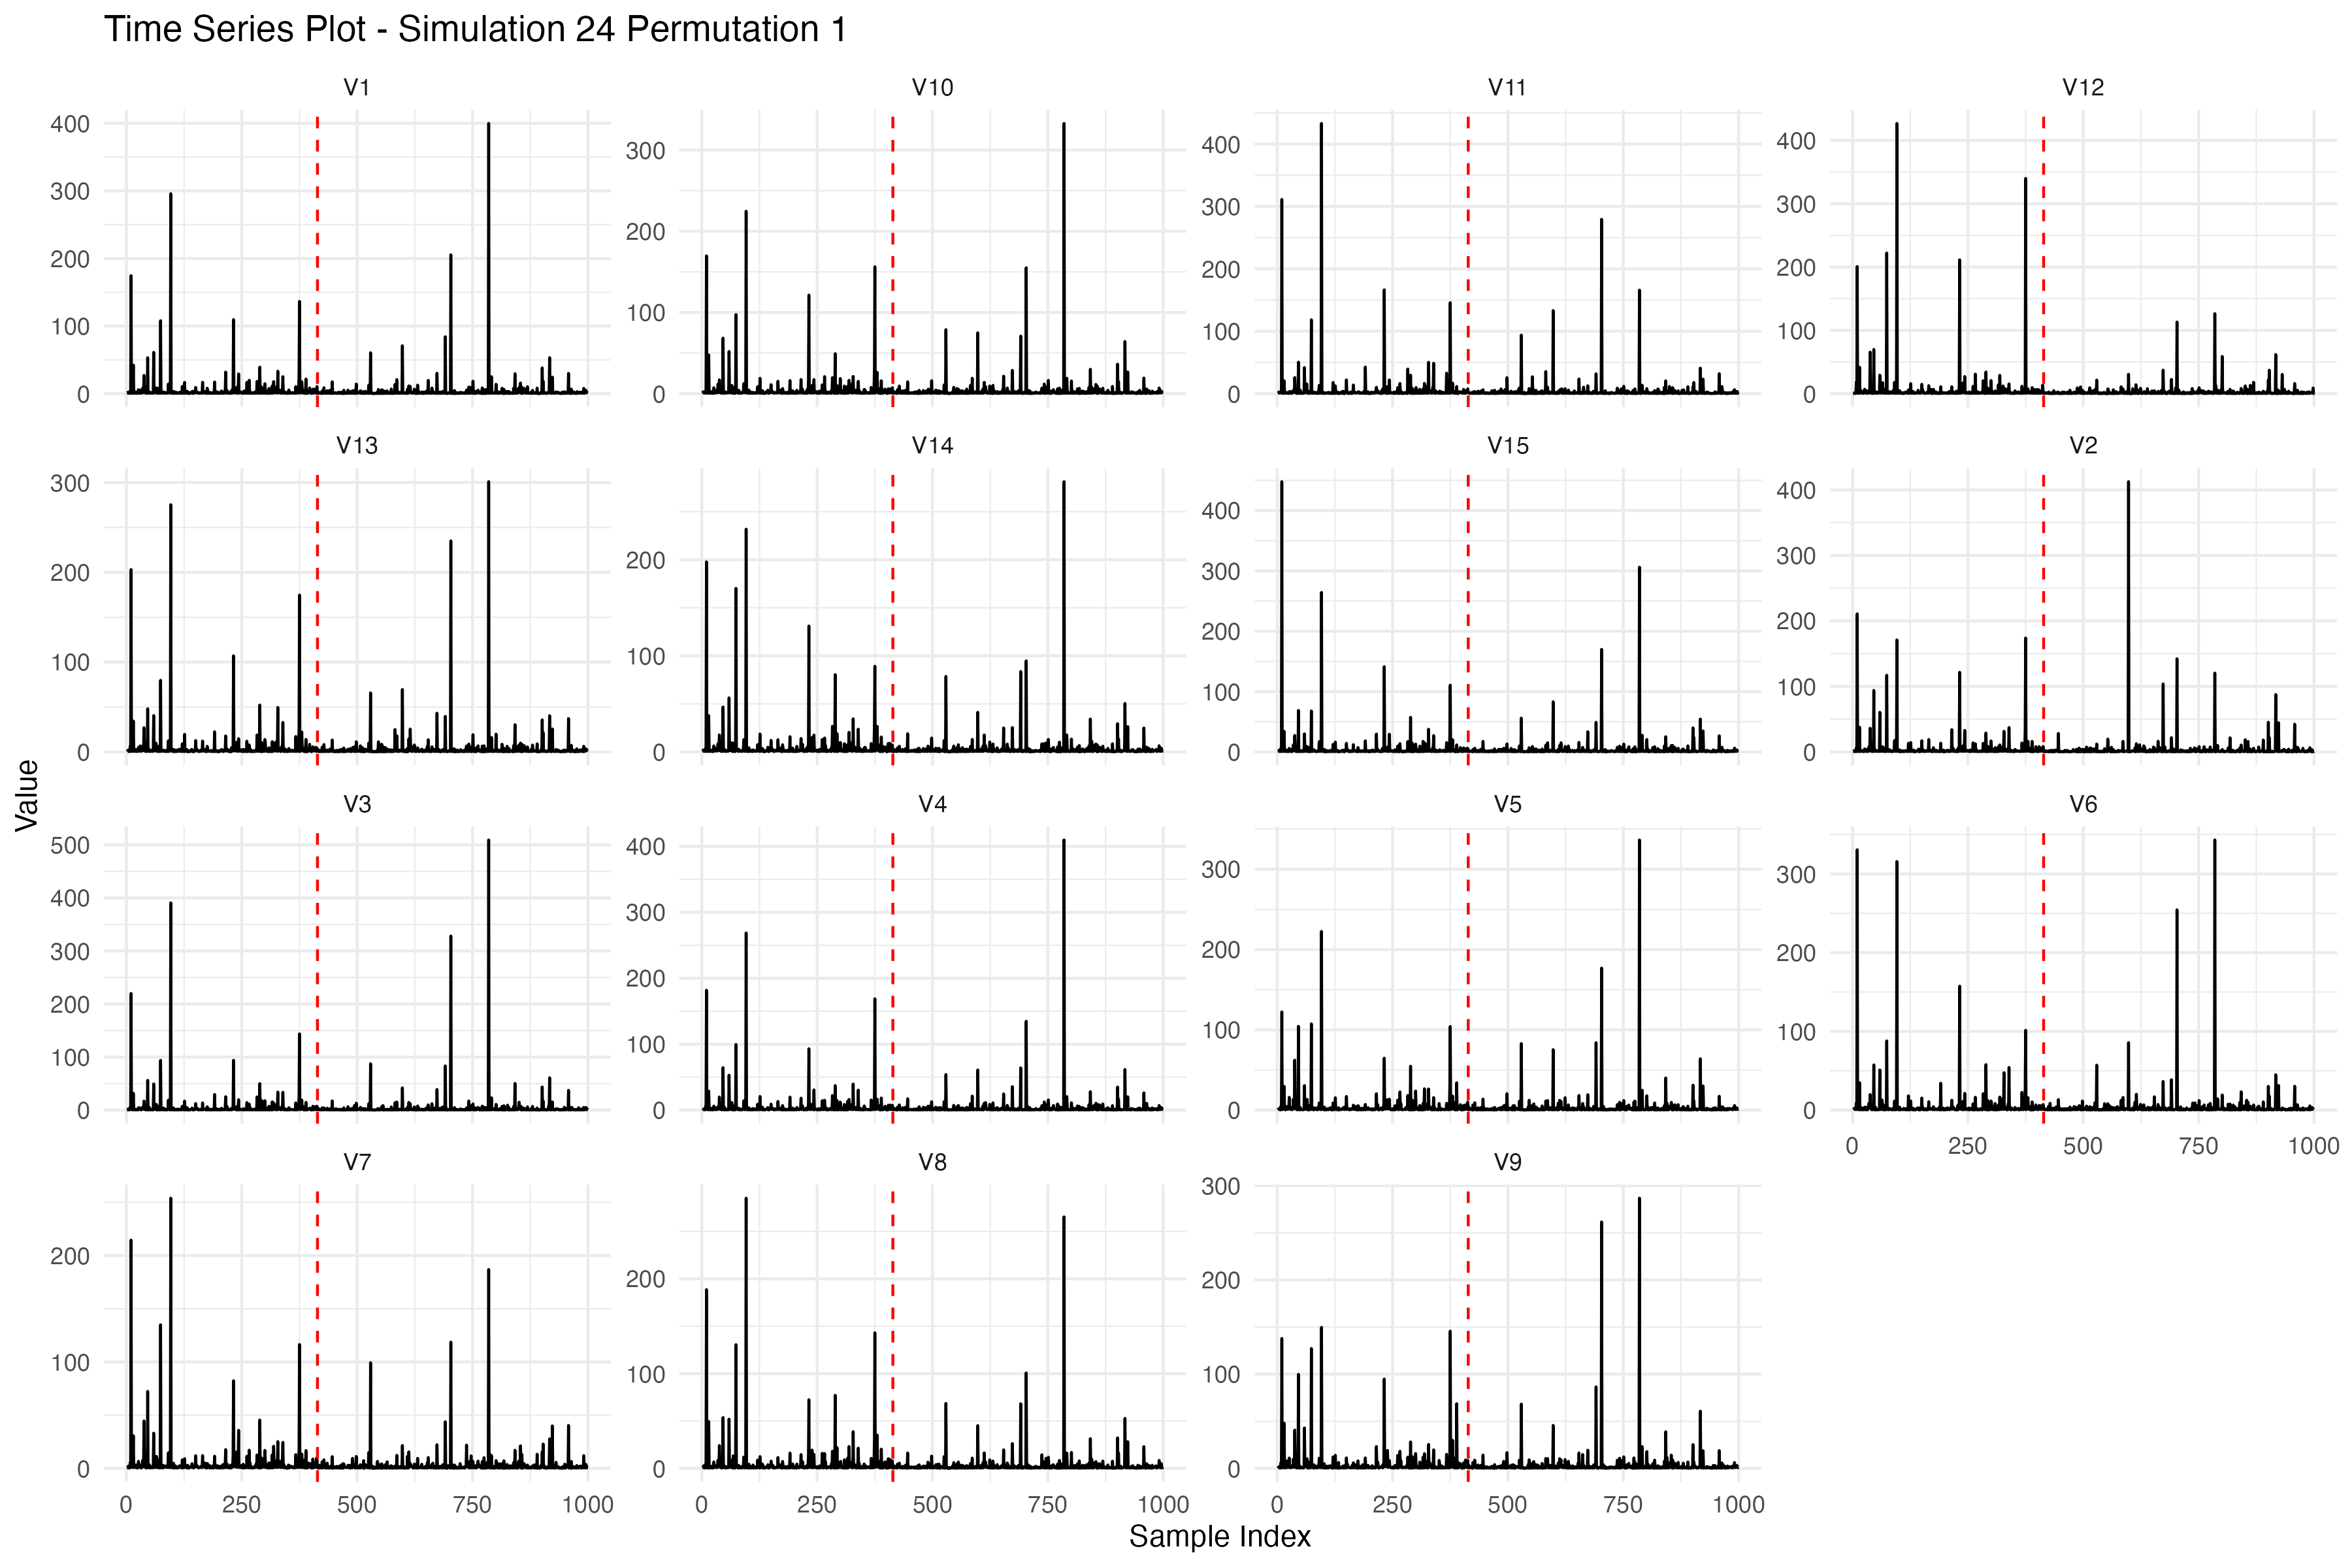 Time Series Plot - Simulation 24 Permutation 1
V1 V10 V11 V12
400 300 200 100 0
300 200 100 0
400 300 200 100 0
400 300 200 100 0
V13 V14 V15 V2
300 200 100 0
200 100 0
400 300 200 100 0
400 300 200 100 0
Value
V3 V4 V5 V6
500 400 300 200 100 0
400 300 200 100 0
300 200 100 0
300 200 100 0
0 250 500 750 1000
V7 V8 V9
200 100 0
200 100 0
300 200 100 0
0 250 500 750 1000
0 250 500 750 1000
0 250 500 750 1000
Sample Index